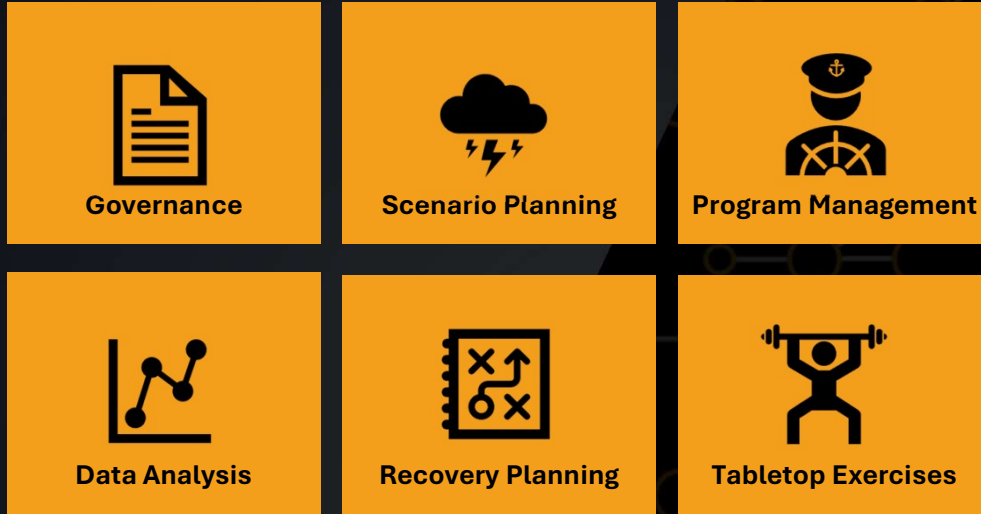 Governance
Scenario Planning
Program Management
Data Analysis
Recovery Planning
Tabletop Exercises